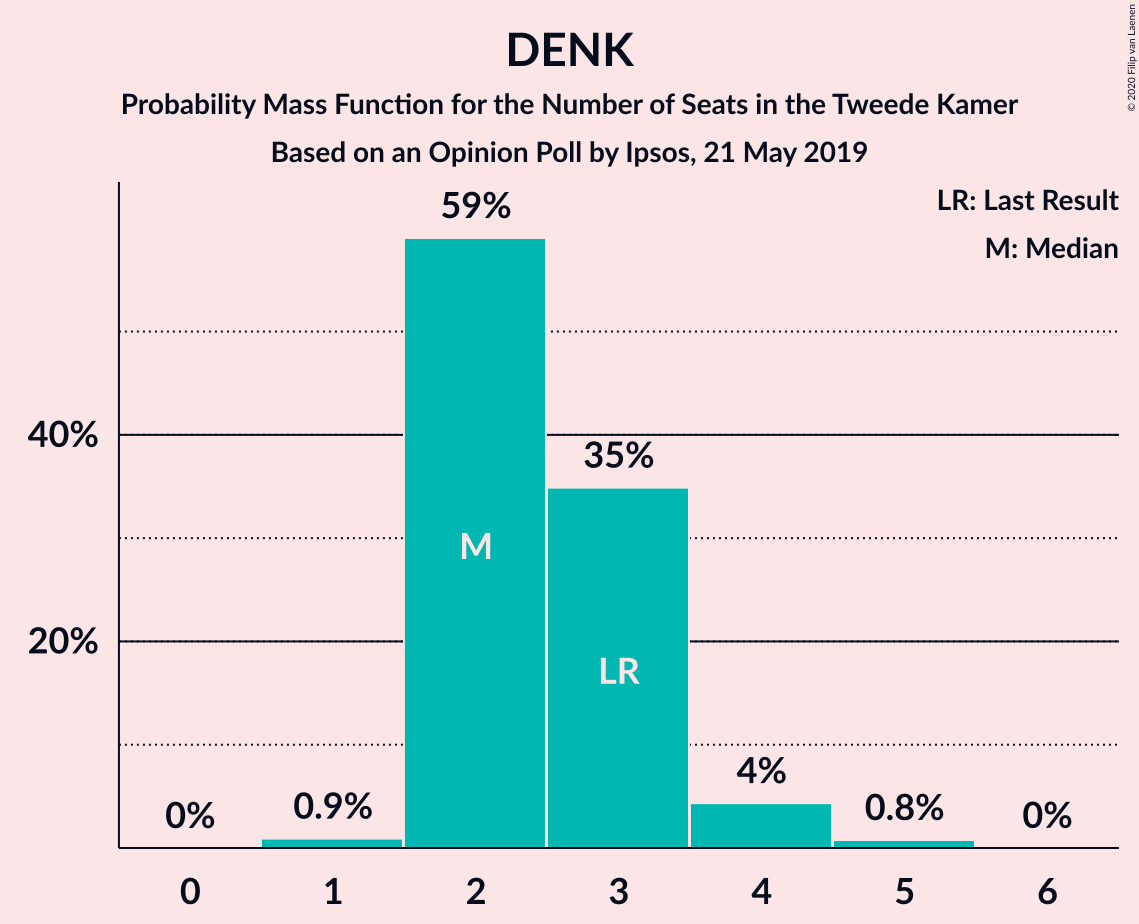 DENK
Probability Mass Function for the Number of Seats in the Tweede Kamer
Based on an Opinion Poll by Ipsos, 21 May 2019
© 2020 Filip van Laenen
LR: Last Result
M: Median
59%
40%
35%
M
20%
LR
4%
0%
0.9%
0.8%
0%
0 1 2 3 4 5 6